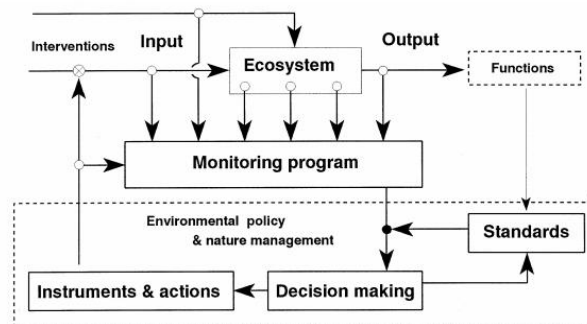 Interventions
Input
Output
Ecosystem
Functions
Monitoring program
Environmental policy
& nature management
Standards
Instruments & actions
Decision making